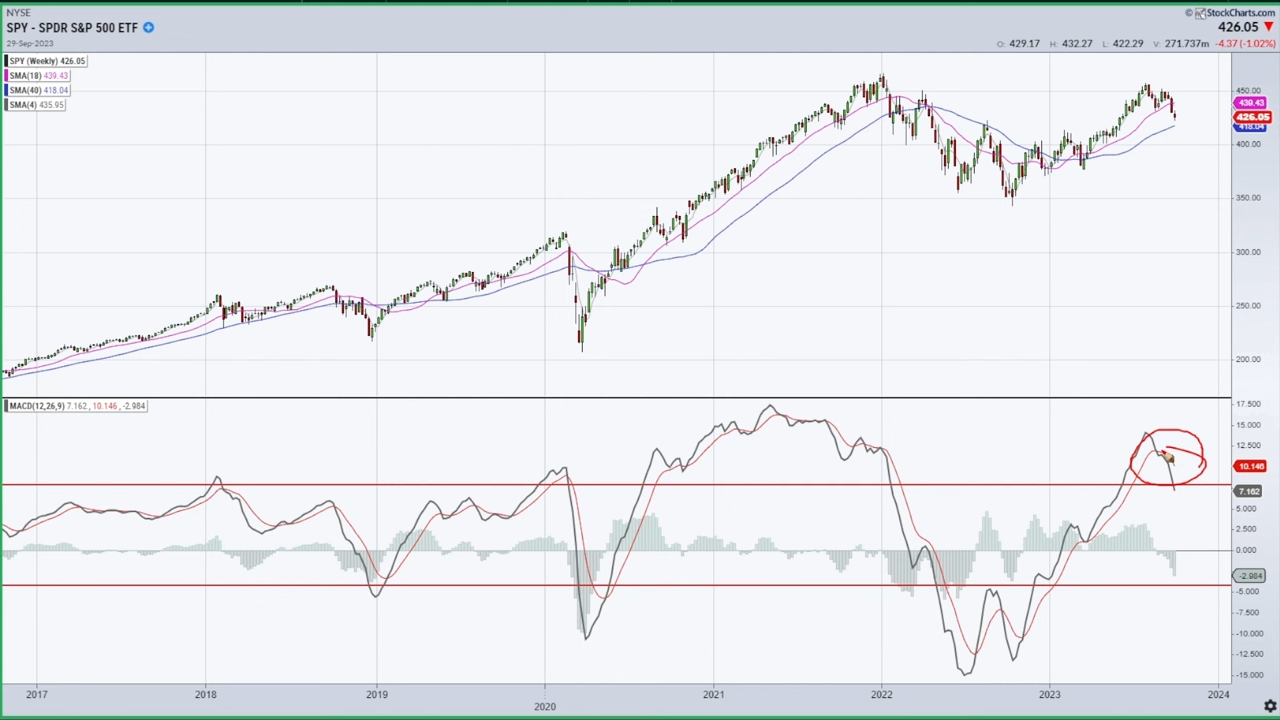 NYSE
© StockCharts.com
SPY - SPDR S&P 500 ETF
426.05
29-Sep-2023
O: 429.17 H: 432.27 L: 422.29 V: 271.737m -4.37 (-1.02%)
SPY (Weekly) 426.05
SMA(18) 439.43
SMA(40) 418.04
SMA(4) 435.95
450.00
439.43
426.05
418.04
400.00
350.00
300.00
250.00
200.00
MACD(12,26,9) 7.162, 10.146, -2.984
17.500
15.000
12.500
10.146
7.162
5.000
2.500
0.000
-2.984
-5.000
-7.500
-10.000
-12.500
-15.000
2017 2018 2019 2020 2021 2022 2023 2024